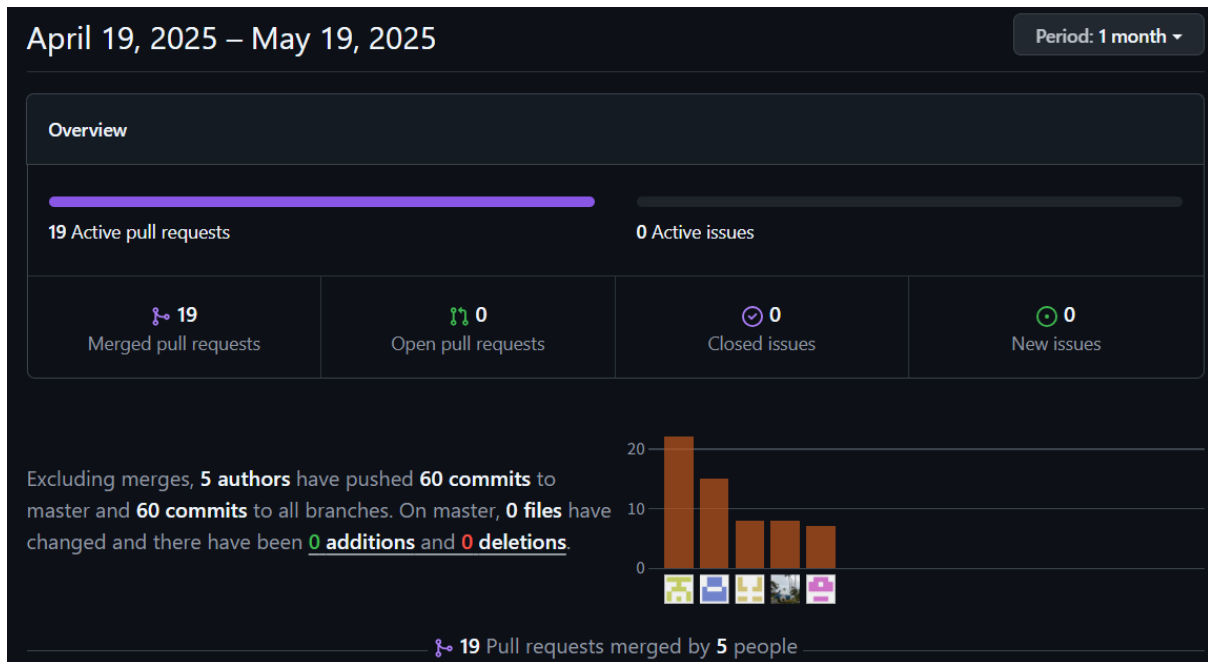 April 19, 2025 – May 19, 2025
Period: 1 month
Overview
19 Active pull requests
0 Active issues
19
Merged pull requests
0
Open pull requests
0
Closed issues
0
New issues
Excluding merges, 5 authors have pushed 60 commits to
master and 60 commits to all branches. On master, 0 files have
changed and there have been 0 additions and 0 deletions.
20
10
0
19 Pull requests merged by 5 people